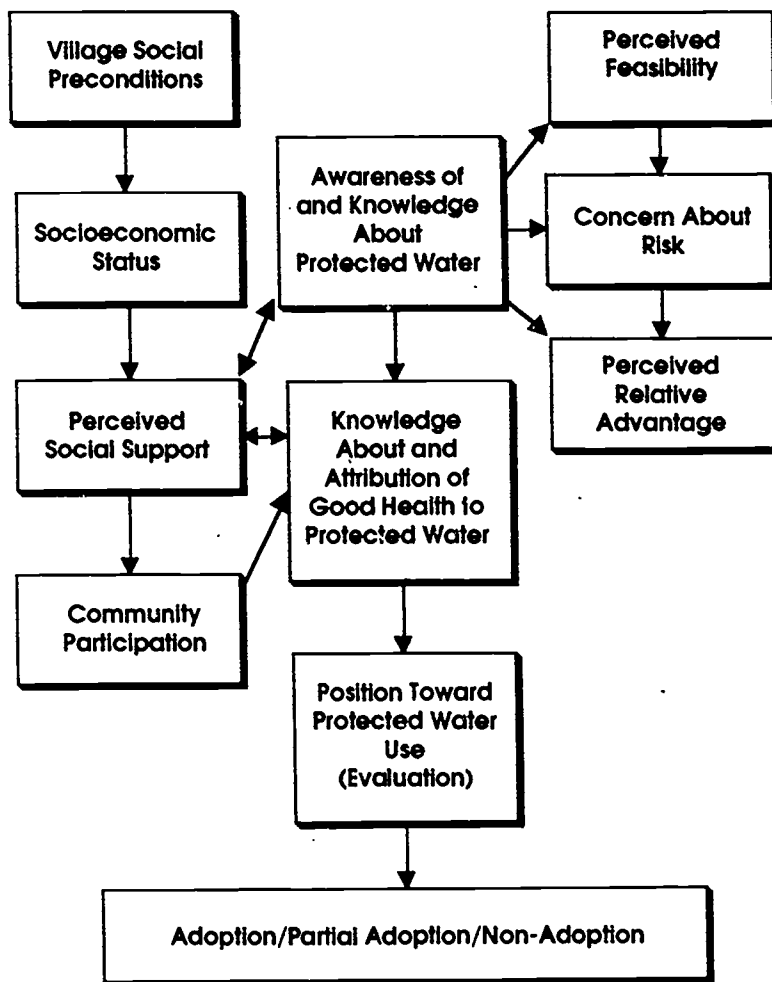 Village Social
Preconditions
Perceived
Feasibility
Awareness of
and Knowledge
About
Protected Water
Socioeconomic
Status
Concern About
Risk
Perceived
Social Support
Knowledge
About and
Attribution of
Good Health to
Protected Water
Perceived
Relative
Advantage
Community
Participation
Position Toward
Protected Water
Use
(Evaluation)
Adoption/Partial Adoption/Non-Adoption